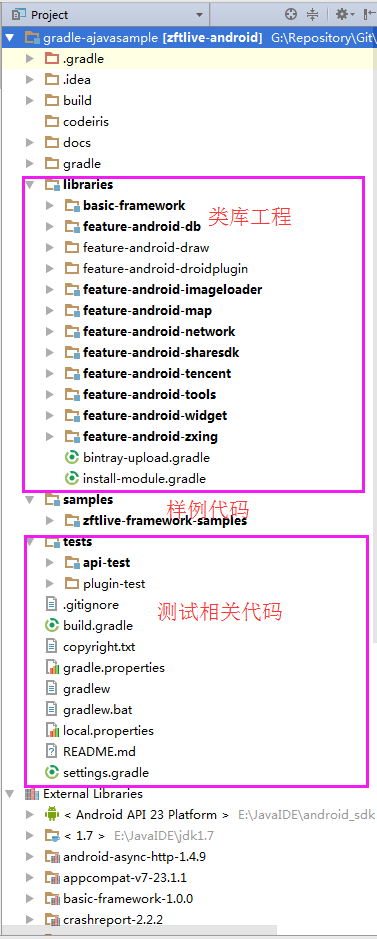 Project
gradle-ajavasample [zftlive-android] G:\Repository\Git\
.gradle
.idea
build
codeiris
docs
gradle
libraries
basic-framework
类库工程
feature-android-db
feature-android-draw
feature-android-droidplugin
feature-android-imageloader
feature-android-map
feature-android-network
feature-android-sharesdk
feature-android-tencent
feature-android-tools
feature-android-widget
feature-android-zxing
bintray-upload.gradle
install-module.gradle
samples
样例代码
zftlive-framework-samples
tests
api-test
plugin-test
.gitignore
测试相关代码
build.gradle
copyright.txt
gradle.properties
gradlew
gradlew.bat
local.properties
README.md
settings.gradle
External Libraries
< Android API 23 Platform > E:\JavaIDE\android_sdk
< 1.7 > E:\JavaIDE\jdk1.7
android-async-http-1.4.9
appcompat-v7-23.1.1
basic-framework-1.0.0
crashreport-2.2.2